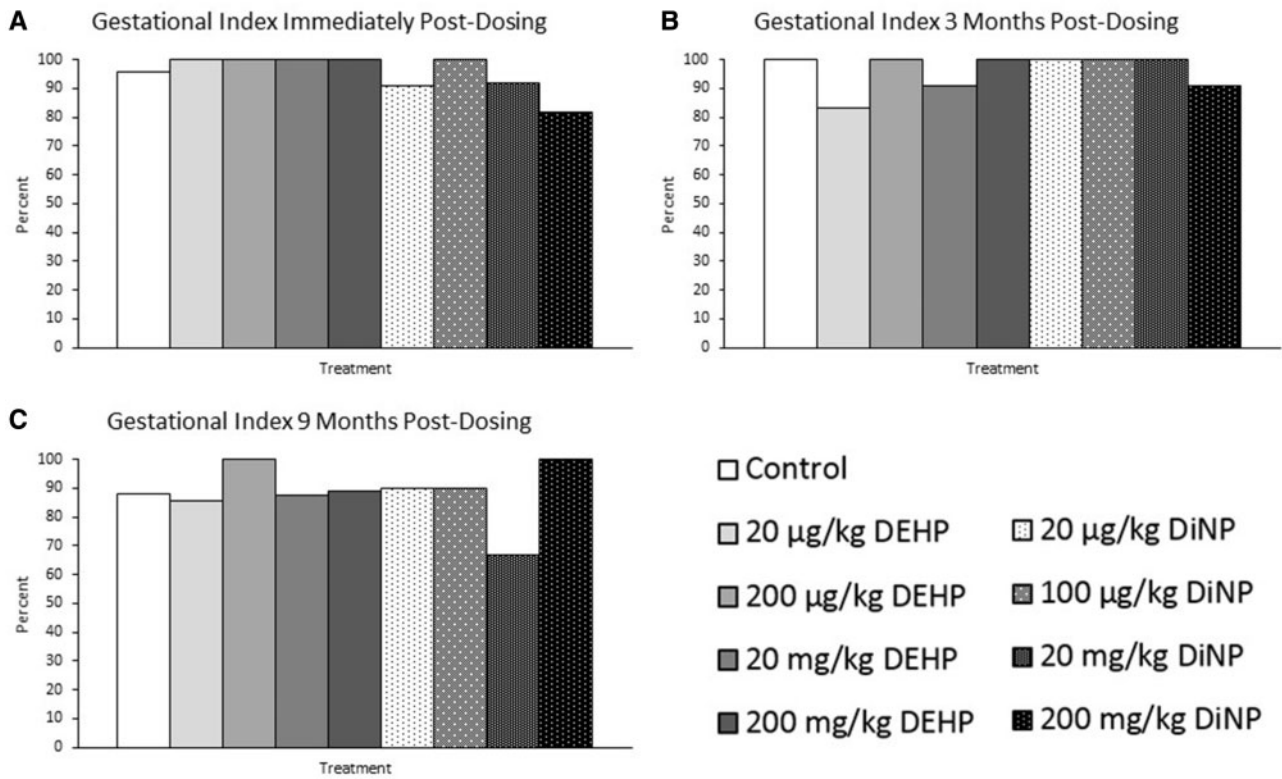 A Gestational Index Immediately Post-Dosing
100
90
80
70
60
50
40
30
20
10
0
Percent
Treatment
B Gestational Index 3 Months Post-Dosing
100
90
80
70
60
50
40
30
20
10
0
Percent
Treatment
C Gestational Index 9 Months Post-Dosing
100
90
80
70
60
50
40
30
20
10
0
Percent
Treatment
Control
20 µg/kg DEHP 20 µg/kg DiNP
200 µg/kg DEHP 100 µg/kg DiNP
20 mg/kg DEHP 20 mg/kg DiNP
200 mg/kg DEHP 200 mg/kg DiNP